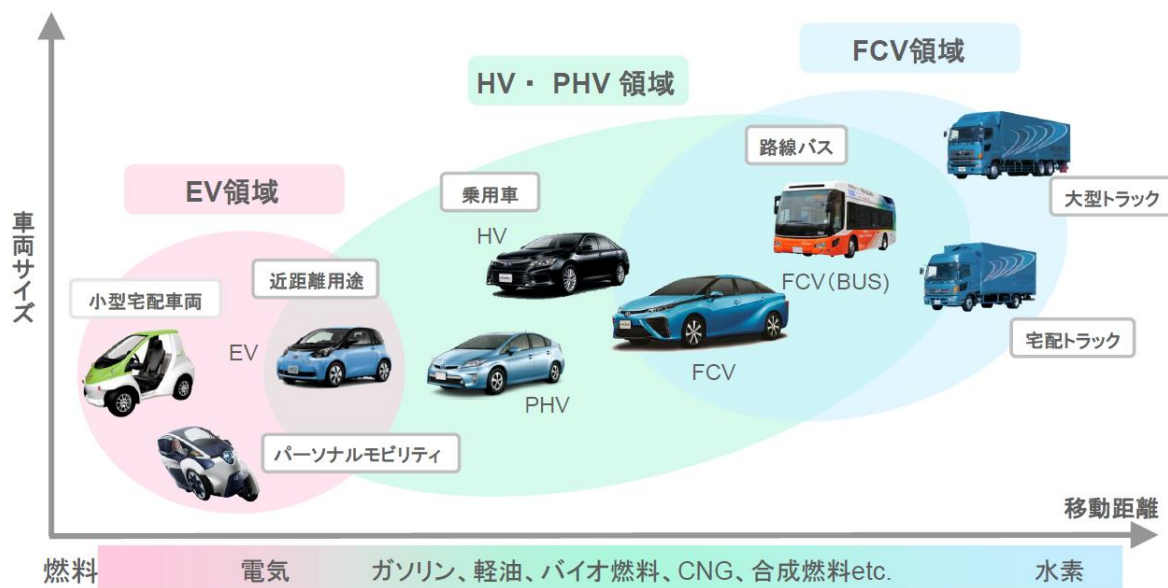 FCV領域
HV・PHV 領域
EV領域
路線バス
乗用車
大型トラック
HV
近距離用途
小型宅配車両
FCV(BUS)
宅配トラック
EV
FCV
PHV
パーソナルモビリティ
車両サイズ
移動距離
燃料
電気
ガソリン、軽油、バイオ燃料、CNG、合成燃料etc.
水素